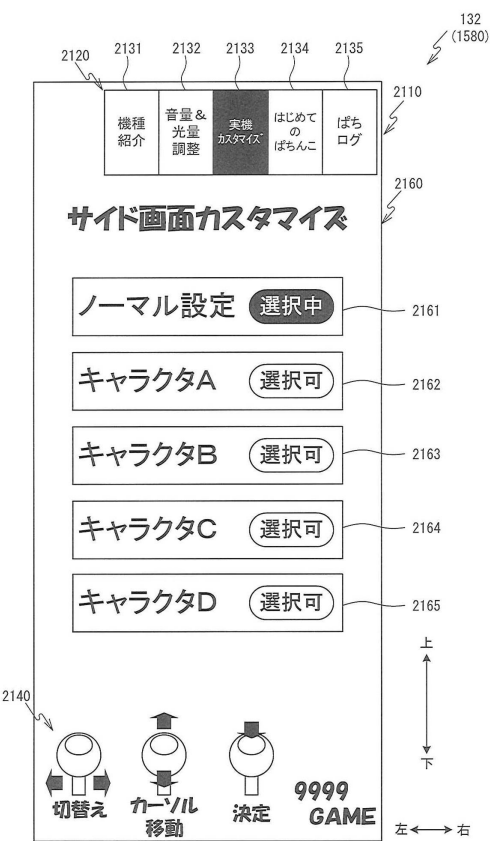 132
(1580)
2131 2132 2133 2134 2135
2120
2110
機種
紹介
音量&
光量
調整
実機
カスタマイズ
はじめて
の
ぱちんこ
ぱち
ログ
2160
サイド画面カスタマイズ
ノーマル設定 選択中 2161
キャラクタA 選択可 2162
キャラクタB 選択可 2163
キャラクタC 選択可 2164
キャラクタD 選択可 2165
上
下
2140
切替え
カーソル
移動
決定
9999
GAME
左 右